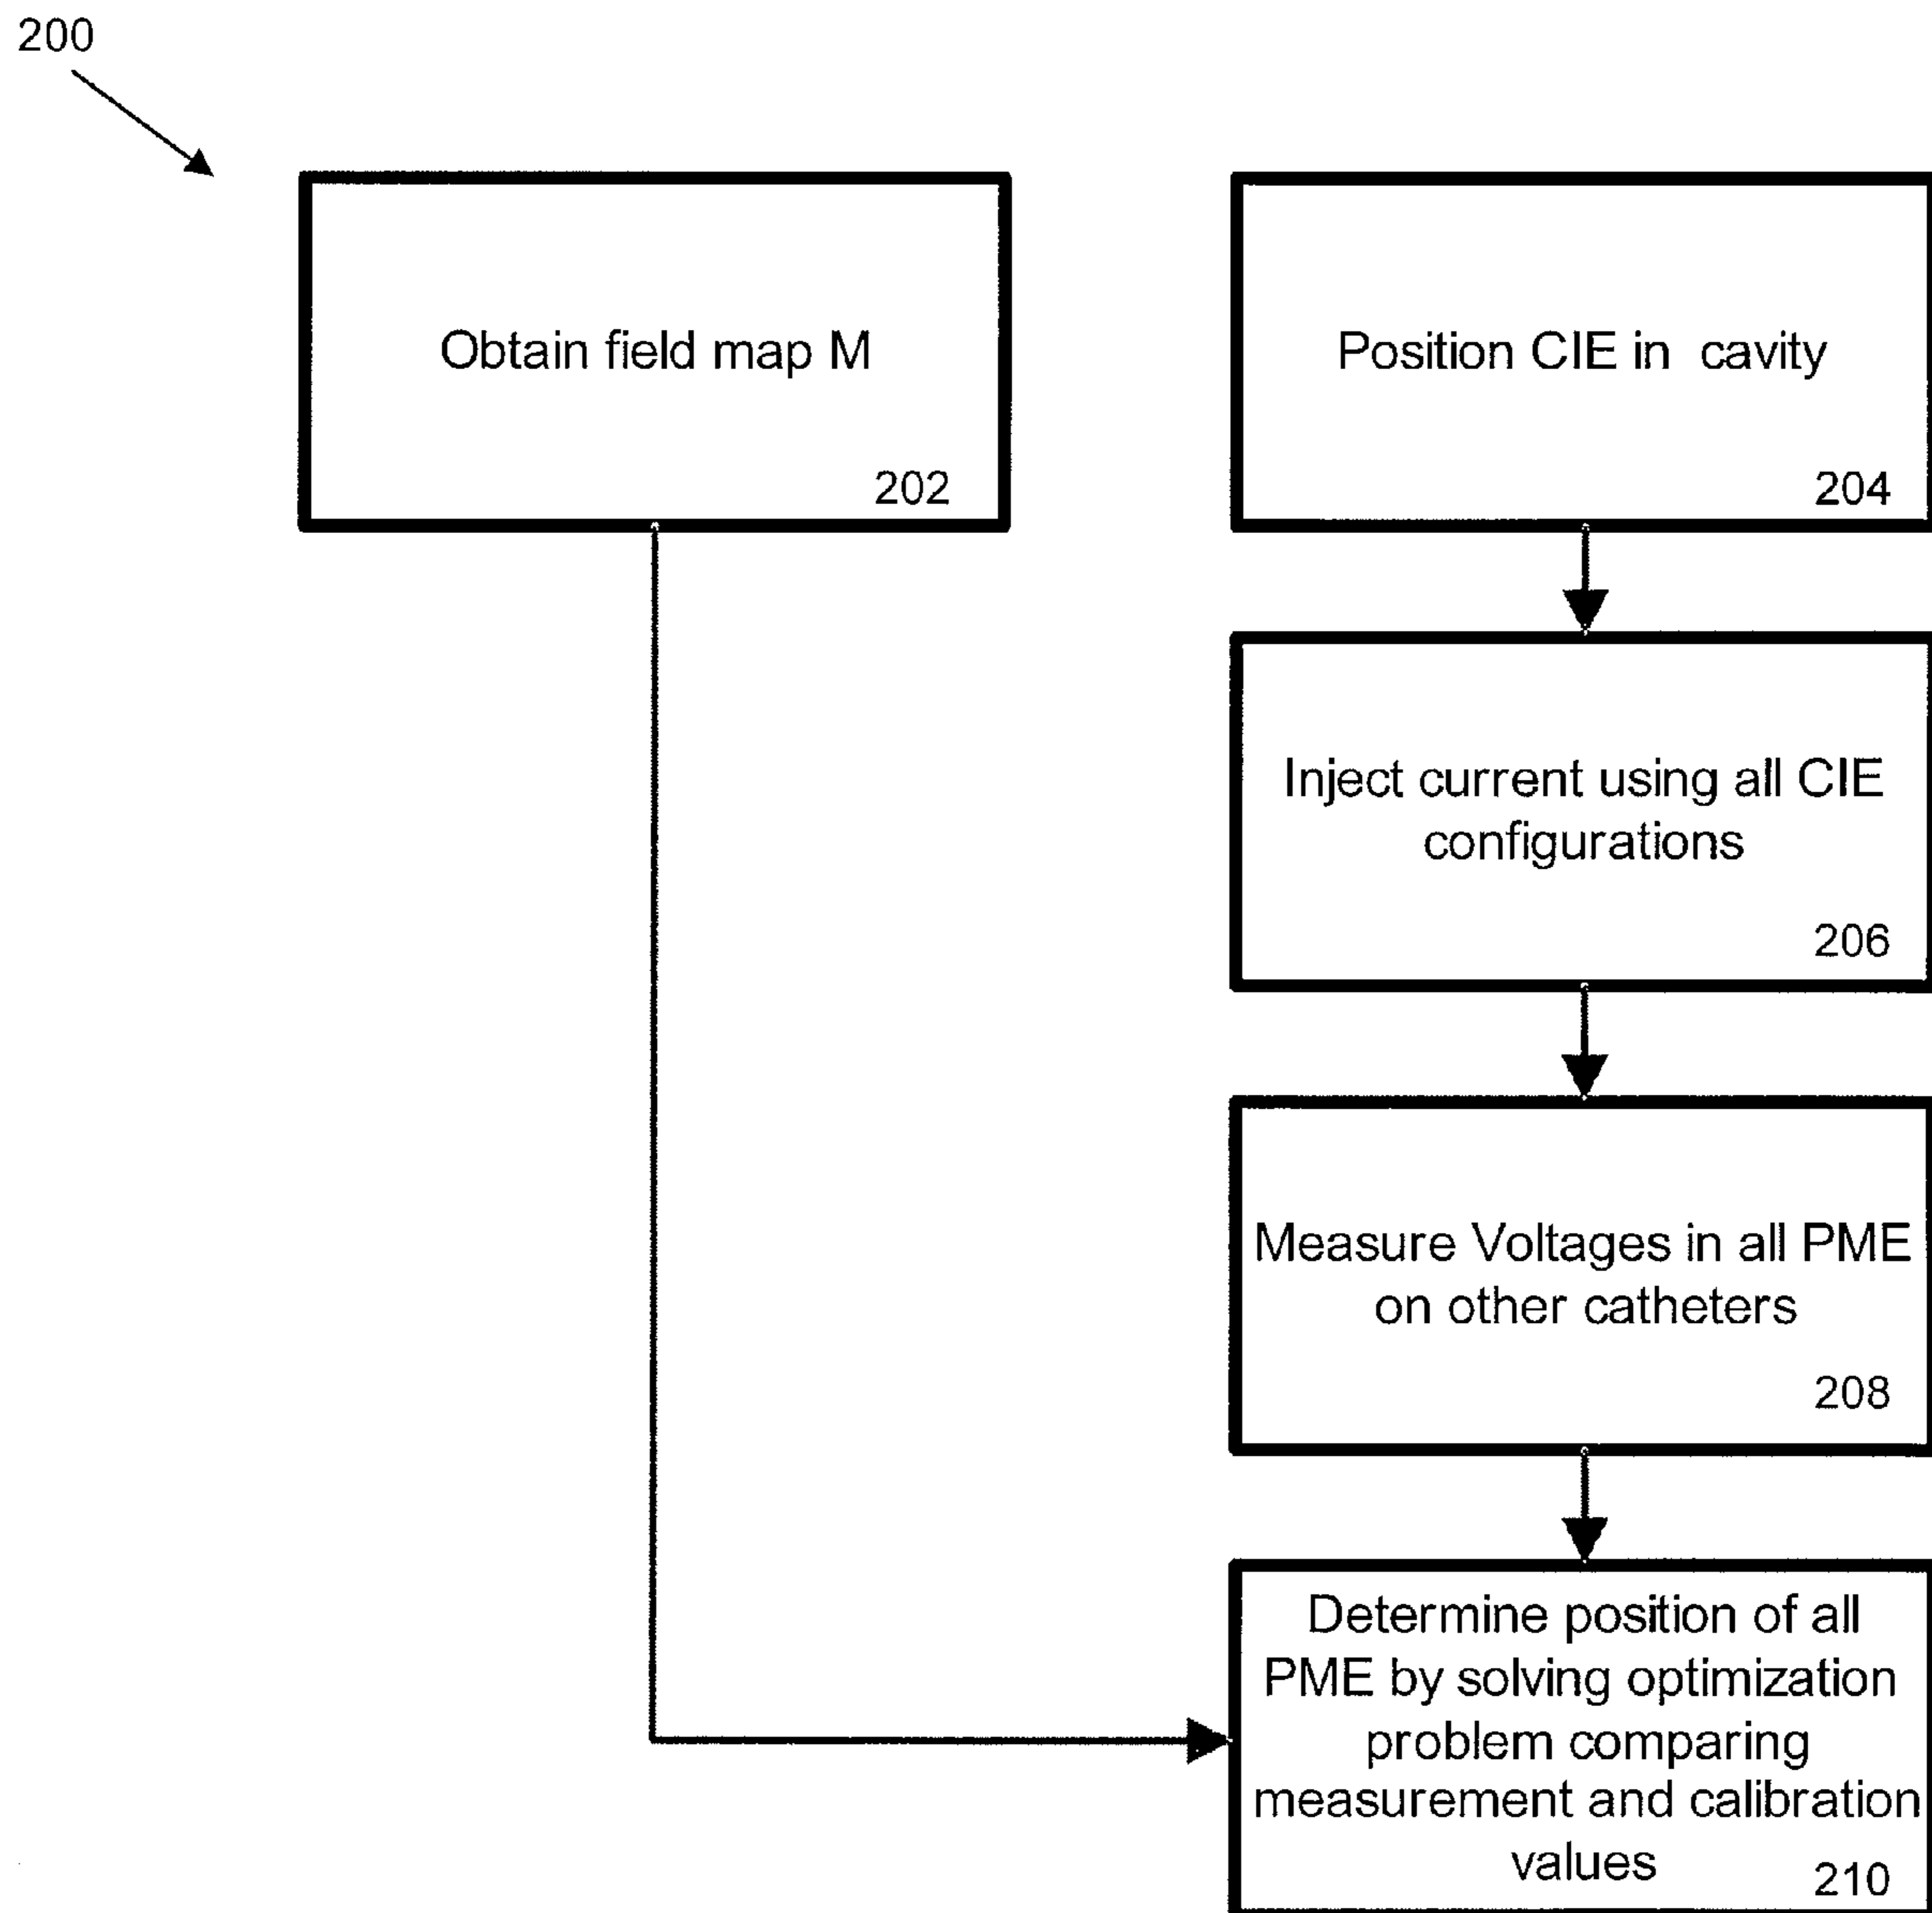 200
Obtain field map M
202
Position CIE in cavity
204
Inject current using all CIE
configurations
206
Measure Voltages in all PME
on other catheters
208
Determine position of all
PME by solving optimization
problem comparing
measurement and calibration
values
210